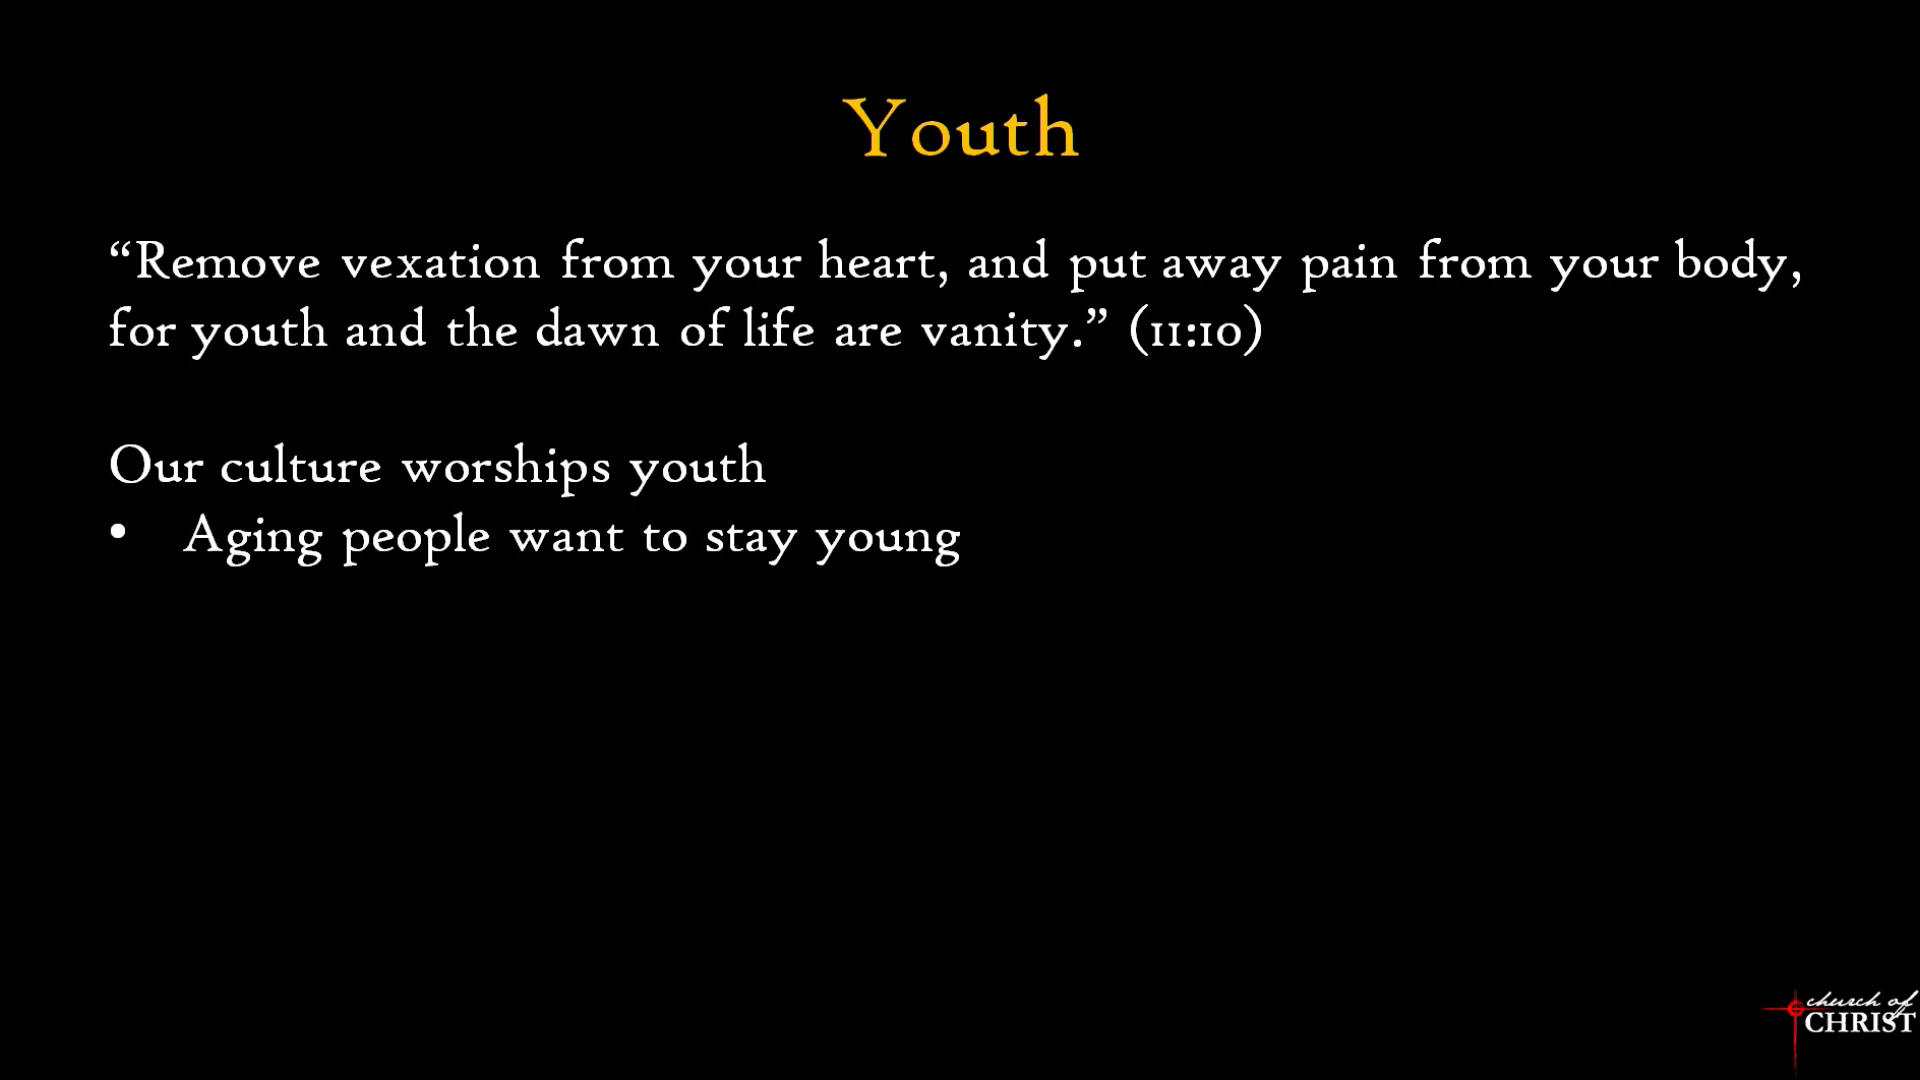 Youth
“Remove vexation from your heart, and put away pain from your body,
for youth and the dawn of life are vanity.” (11:10)
Our culture worships youth
• Aging people want to stay young
church of
CHRIST